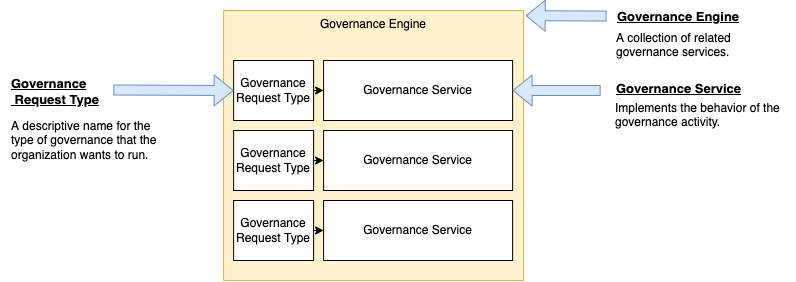 Governance Engine
Governance Engine
A collection of related
governance services.
Governance
Request Type
A descriptive name for the
type of governance that the
organization wants to run.
Governance
Request Type
Governance Service
Governance Service
Implements the behavior of the
governance activity.
Governance
Request Type
Governance Service
Governance
Request Type
Governance Service